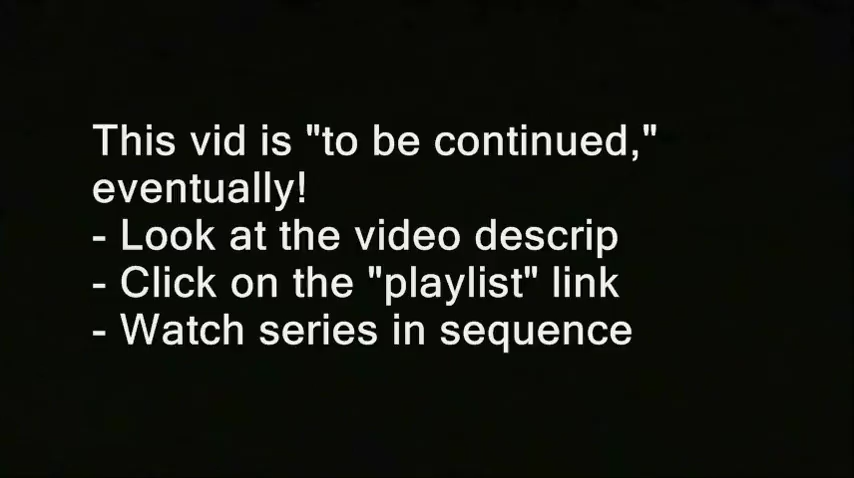 This vid is "to be continued,"
eventually!
- Look at the video descrip
- Click on the "playlist" link
- Watch series in sequence